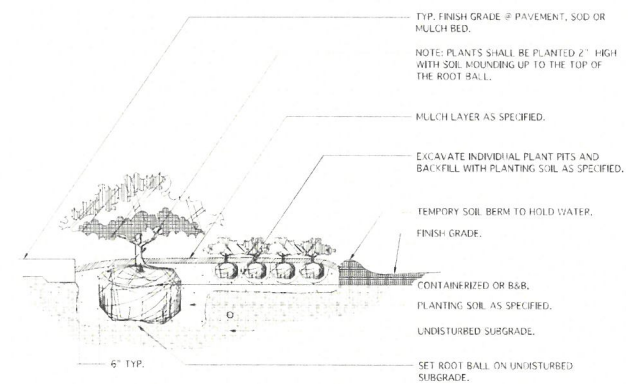 TYP. FINISH GRADE @ PAVEMENT, SOD OR
MULCH BED.
NOTE: PLANTS SHALL BE PLANTED 2" HIGH
WITH SOIL MOUNDING UP TO THE TOP OF
THE ROOT BALL.
MULCH LAYER AS SPECIFIED.
EXCAVATE INDIVIDUAL PLANT PITS AND
BACKFILL WITH PLANTING SOIL AS SPECIFIED.
TEMPORY SOIL BERM TO HOLD WATER.
FINISH GRADE.
CONTAINERIZED OR B&B.
PLANTING SOIL AS SPECIFIED.
UNDISTURBED SUBGRADE.
6" TYP.
SET ROOT BALL ON UNDISTURBED
SUBGRADE.